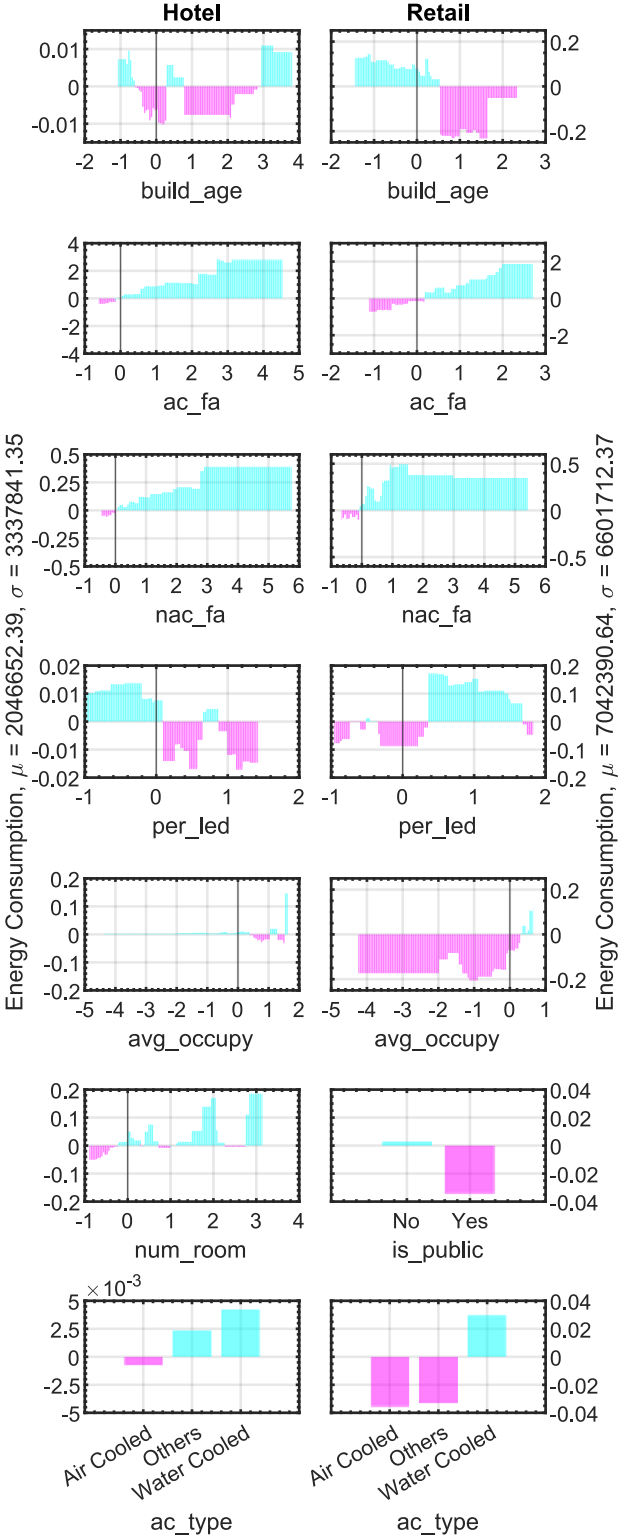 Hotel
Retail
0.01
0
-0.01
-2 -1 0 1 2 3 4
build_age
0.2
0
-0.2
-2 -1 0 1 2 3
build_age
4
2
0
-2
-4
-1 0 1 2 3 4 5
ac_fa
2
0
-2
-2 -1 0 1 2 3
ac_fa
Energy Consumption, μ = 2046652.39, σ = 3337841.35
0.5
0.25
0
-0.25
-0.5
-1 0 1 2 3 4 5 6
nac_fa
0.5
0
-0.5
-1 0 1 2 3 4 5 6
nac_fa
Energy Consumption, μ = 7042390.64, σ = 6601712.37
0.02
0.01
0
-0.01
-0.02
-1 0 1 2
per_led
0.2
0.1
0
-0.1
-0.2
-1 0 1 2
per_led
0.2
0.1
0
-0.1
-0.2
-5 -4 -3 -2 -1 0 1 2
avg_occupy
0.2
0
-0.2
-5 -4 -3 -2 -1 0 1
avg_occupy
0.2
0.1
0
-0.1
-0.2
-1 0 1 2 3 4
num_room
0.04
0.02
0
-0.02
-0.04
No Yes
is_public
×10⁻³
5
2.5
0
-2.5
-5
Air Cooled
Others
Water Cooled
ac_type
0.04
0.02
0
-0.02
-0.04
Air Cooled
Others
Water Cooled
ac_type